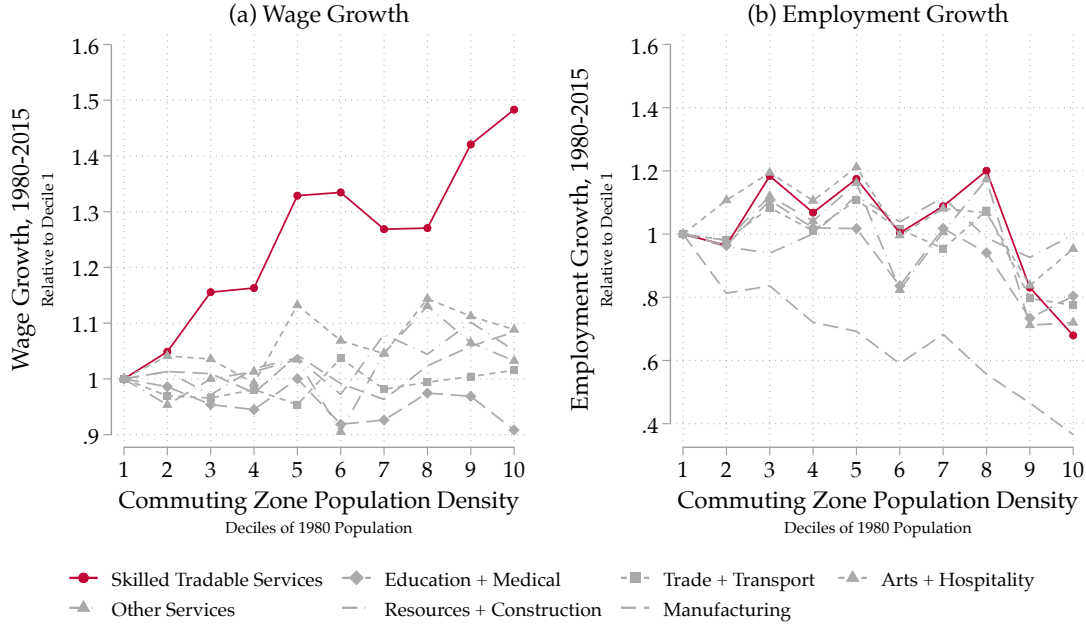 (a) Wage Growth
Wage Growth, 1980-2015
Relative to Decile 1
1.6
1.5
1.4
1.3
1.2
1.1
1
.9
1 2 3 4 5 6 7 8 9 10
Commuting Zone Population Density
Deciles of 1980 Population
(b) Employment Growth
Employment Growth, 1980-2015
Relative to Decile 1
1.6
1.4
1.2
1
.8
.6
.4
1 2 3 4 5 6 7 8 9 10
Commuting Zone Population Density
Deciles of 1980 Population
Skilled Tradable Services Education + Medical Trade + Transport Arts + Hospitality
Other Services Resources + Construction Manufacturing